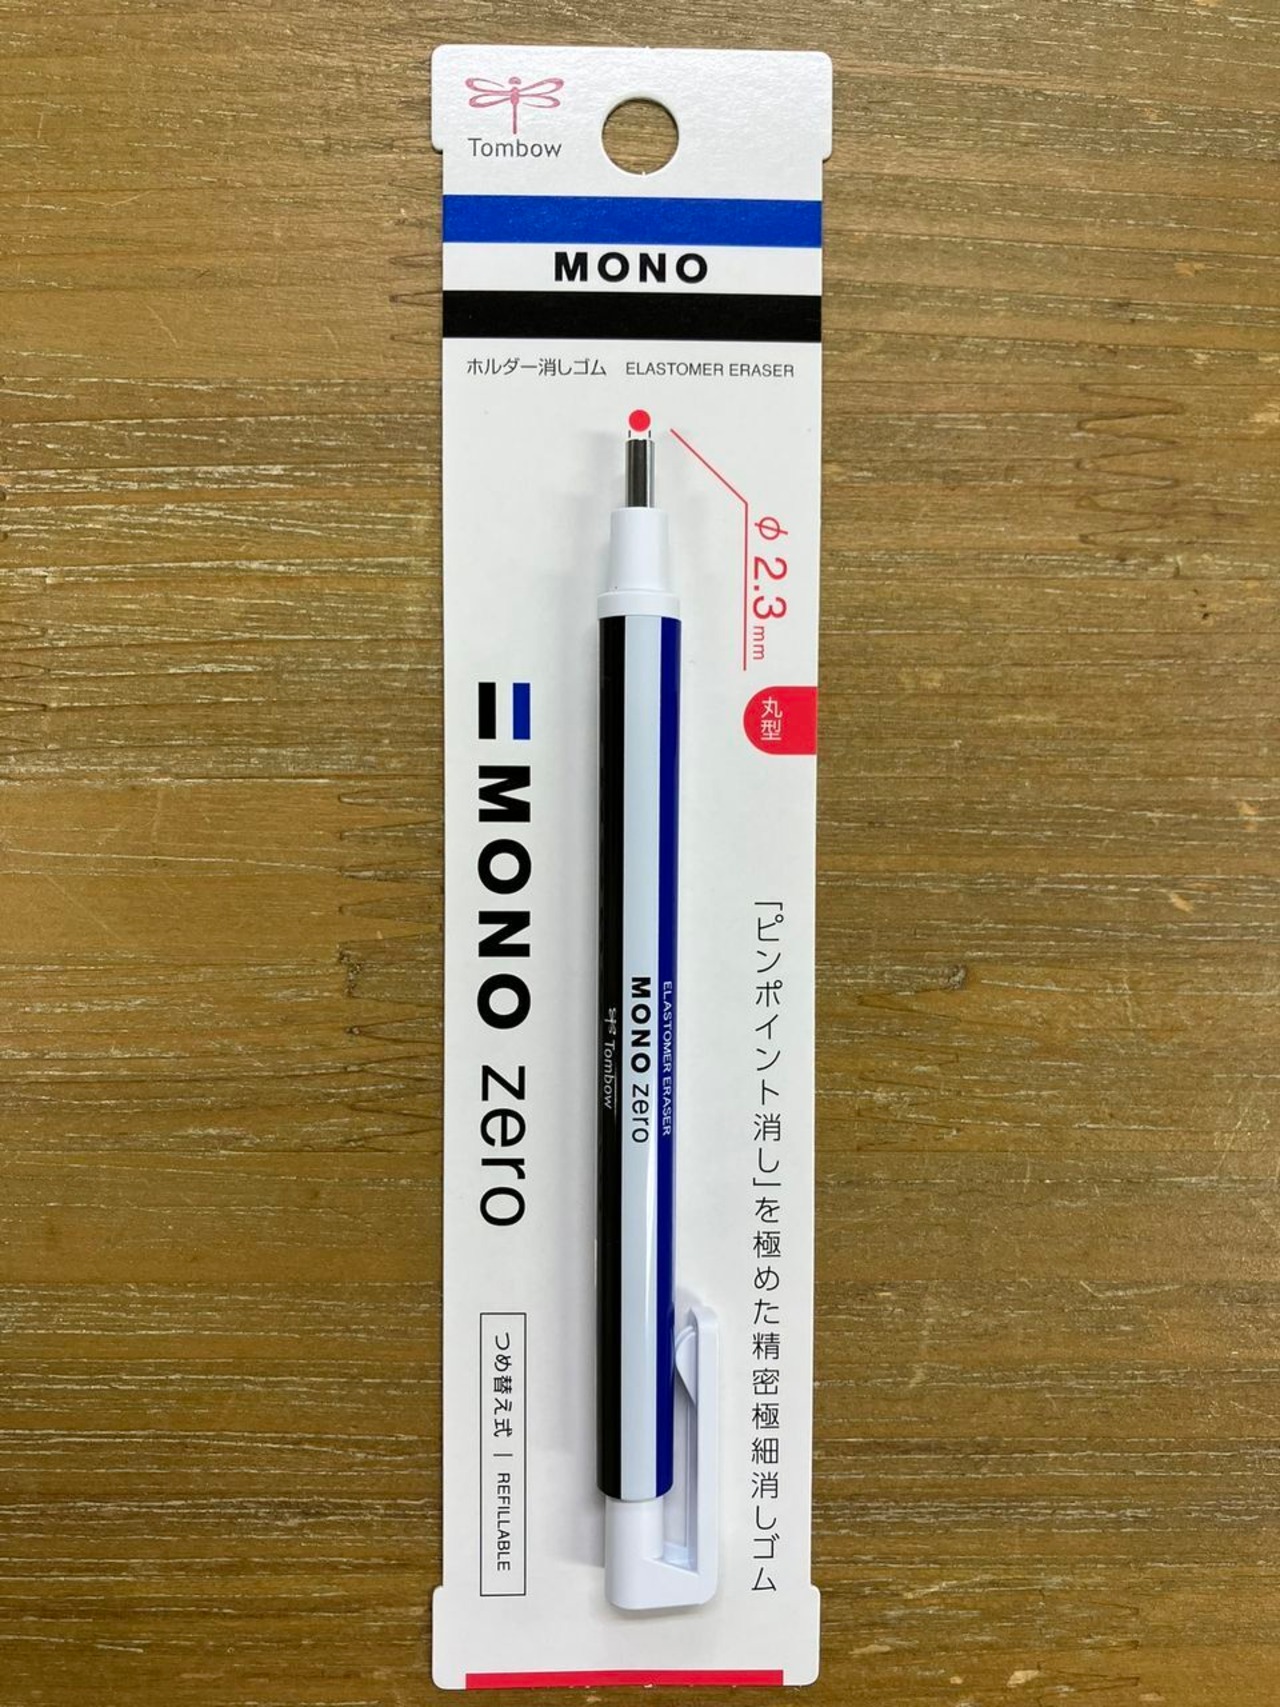 Tombow
MONO
ホルダー消しゴム ELASTOMER ERASER
φ 2.3mm
丸型
MONO zero
ELASTOMER ERASER
MONO zero
Tombow
「ピンポイント消し」を極めた精密極細消しゴム
つめ替え式 | REFILLABLE